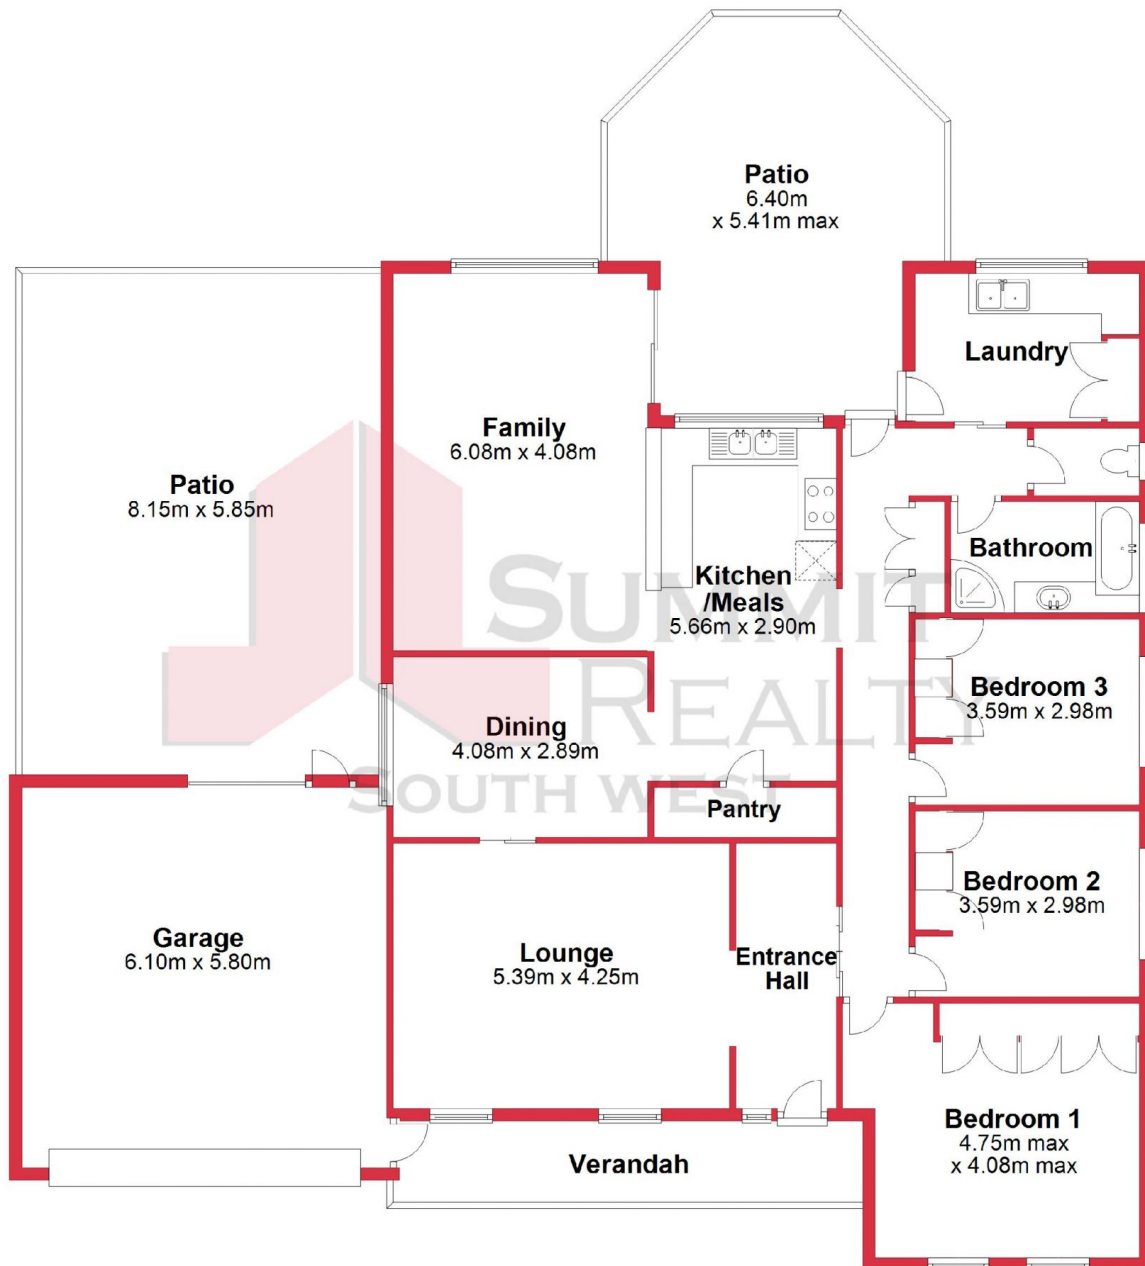 Patio
6.40m
x 5.41m max
Laundry
Family
6.08m x 4.08m
Patio
8.15m x 5.85m
Bathroom
Kitchen
/Meals
5.66m x 2.90m
SUMMIT
REALTY
SOUTH WEST
Bedroom 3
3.59m x 2.98m
Dining
4.08m x 2.89m
Pantry
Bedroom 2
3.59m x 2.98m
Garage
6.10m x 5.80m
Lounge
5.39m x 4.25m
Entrance
Hall
Bedroom 1
4.75m max
x 4.08m max
Verandah